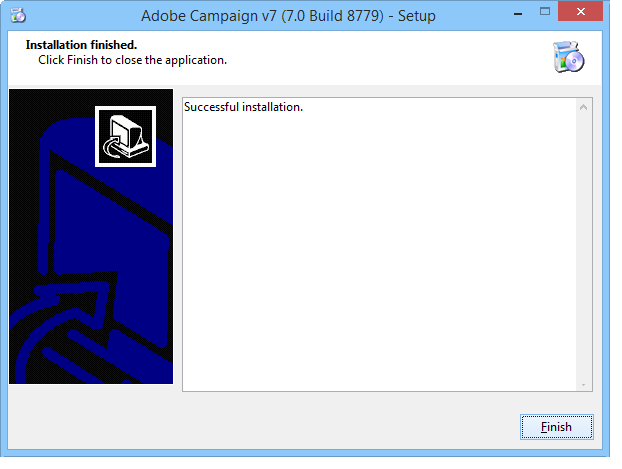 Adobe Campaign v7 (7.0 Build 8779) - Setup
Installation finished.
Click Finish to close the application.
Successful installation.
Finish